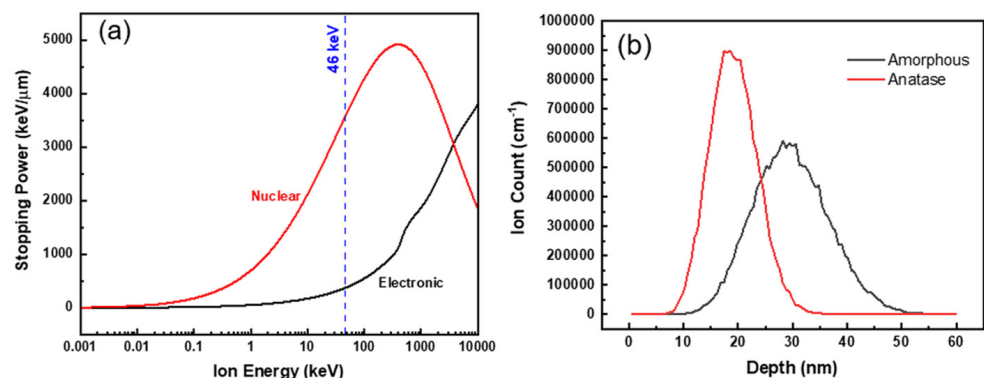 (a)
46 keV
Stopping Power (keV/μm)
5000
4000
3000
2000
1000
0
Nuclear
Electronic
0.001 0.01 0.1 1 10 100 1000 10000
Ion Energy (keV)
(b)
Amorphous
Anatase
Ion Count (cm⁻¹)
1000000
900000
800000
700000
600000
500000
400000
300000
200000
100000
0
0 10 20 30 40 50 60
Depth (nm)